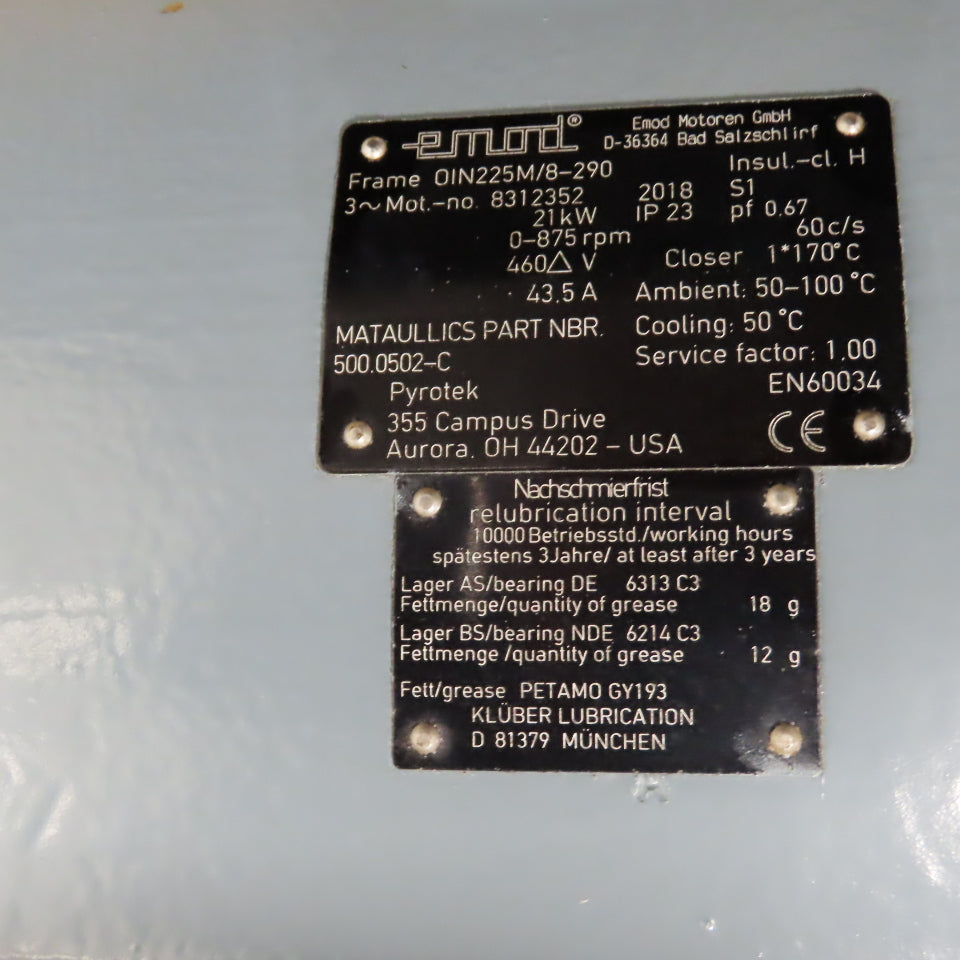 emod® Emod Motoren GmbH
D-36364 Bad Salzschlirf
Frame OIN225M/8-290 Insul.-cl. H
3~Mot.-no. 8312352 2018 S1
21kW IP 23 pf 0.67
0-875 rpm 60c/s
460△ V Closer 1*170°C
43.5 A Ambient: 50-100 °C
MATAULLICS PART NBR. Cooling: 50 °C
500.0502-C Service factor: 1,00
Pyrotek EN60034
355 Campus Drive
Aurora, OH 44202 - USA CE
Nachschmierfrist
relubrication interval
10000 Betriebsstd./working hours
spätestens 3Jahre/ at least after 3 years
Lager AS/bearing DE 6313 C3
Fettmenge/quantity of grease 18 g
Lager BS/bearing NDE 6214 C3
Fettmenge /quantity of grease 12 g
Fett/grease PETAMO GY193
KLÜBER LUBRICATION
D 81379 MÜNCHEN